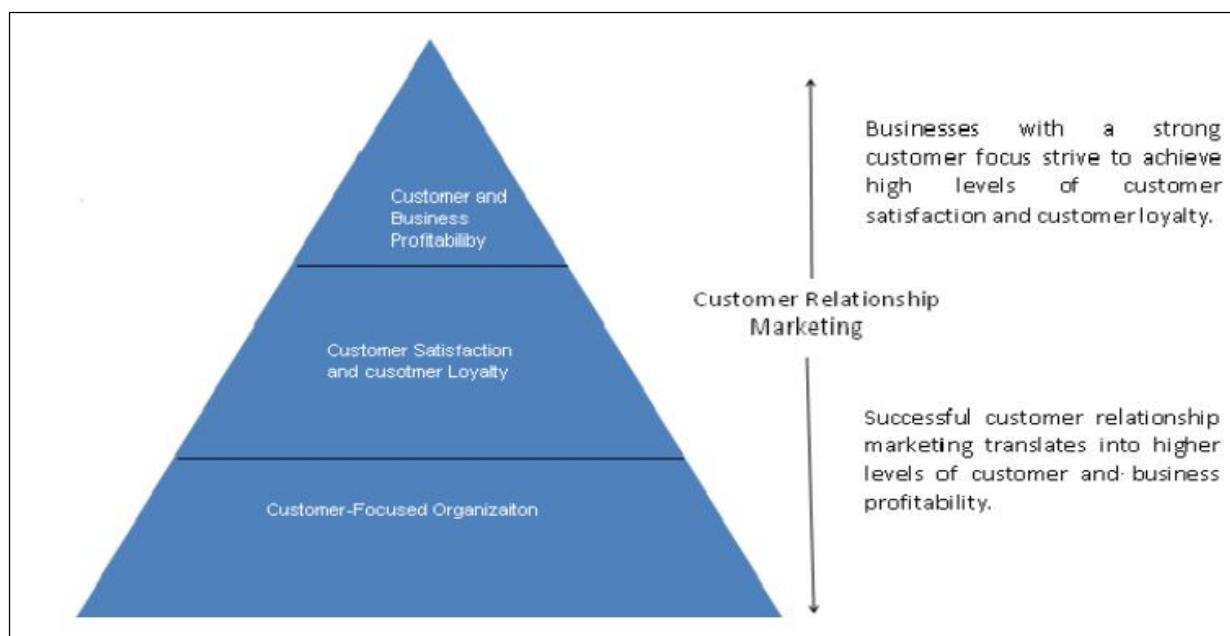 Customer and
Business
Profitabiliby
Customer Satisfaction
and cusotmer Loyalty
Customer-Focused Organizaiton
Businesses with a strong
customer focus strive to achieve
high levels of customer
satisfaction and customer loyalty.
Customer Relationship
Marketing
Successful customer relationship
marketing translates into higher
levels of customer and business
profitability.